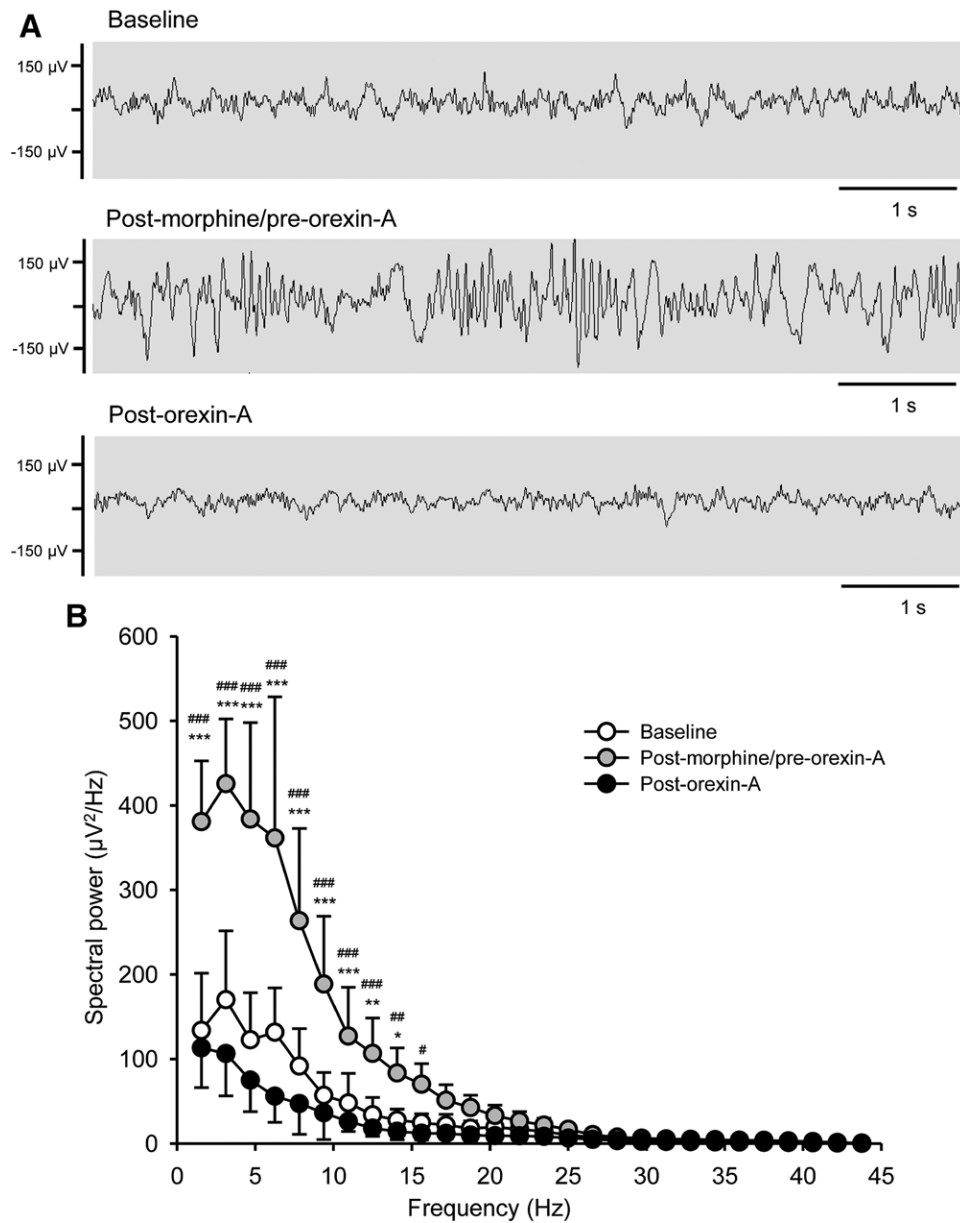 A
Baseline
150 µV
-150 µV
1 s
Post-morphine/pre-orexin-A
150 µV
-150 µV
1 s
Post-orexin-A
150 µV
-150 µV
1 s
B
600
500
400
300
200
100
0
Spectral power (µV²/Hz)
###
***
###
***
###
***
###
***
###
***
###
***
###
***
###
**
##
*
#
Baseline
Post-morphine/pre-orexin-A
Post-orexin-A
0 5 10 15 20 25 30 35 40 45
Frequency (Hz)